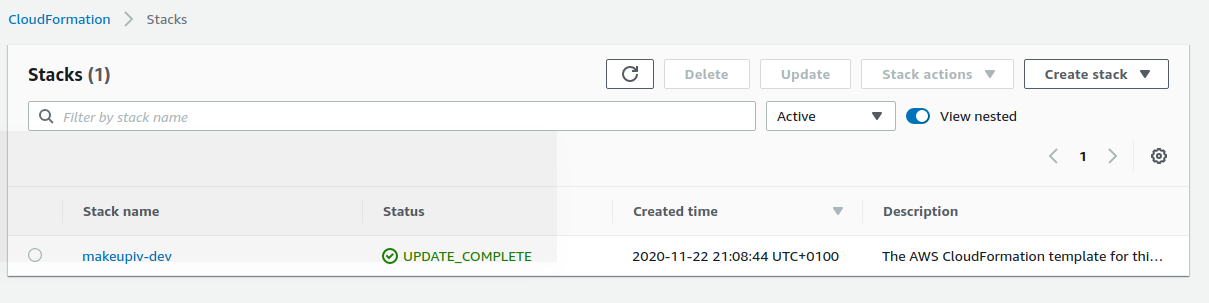 CloudFormation > Stacks
Stacks (1)
Delete
Update
Stack actions
Create stack
Filter by stack name
Active
View nested
1
Stack name Status Created time Description
makeupiv-dev UPDATE_COMPLETE 2020-11-22 21:08:44 UTC+0100 The AWS CloudFormation template for thi...